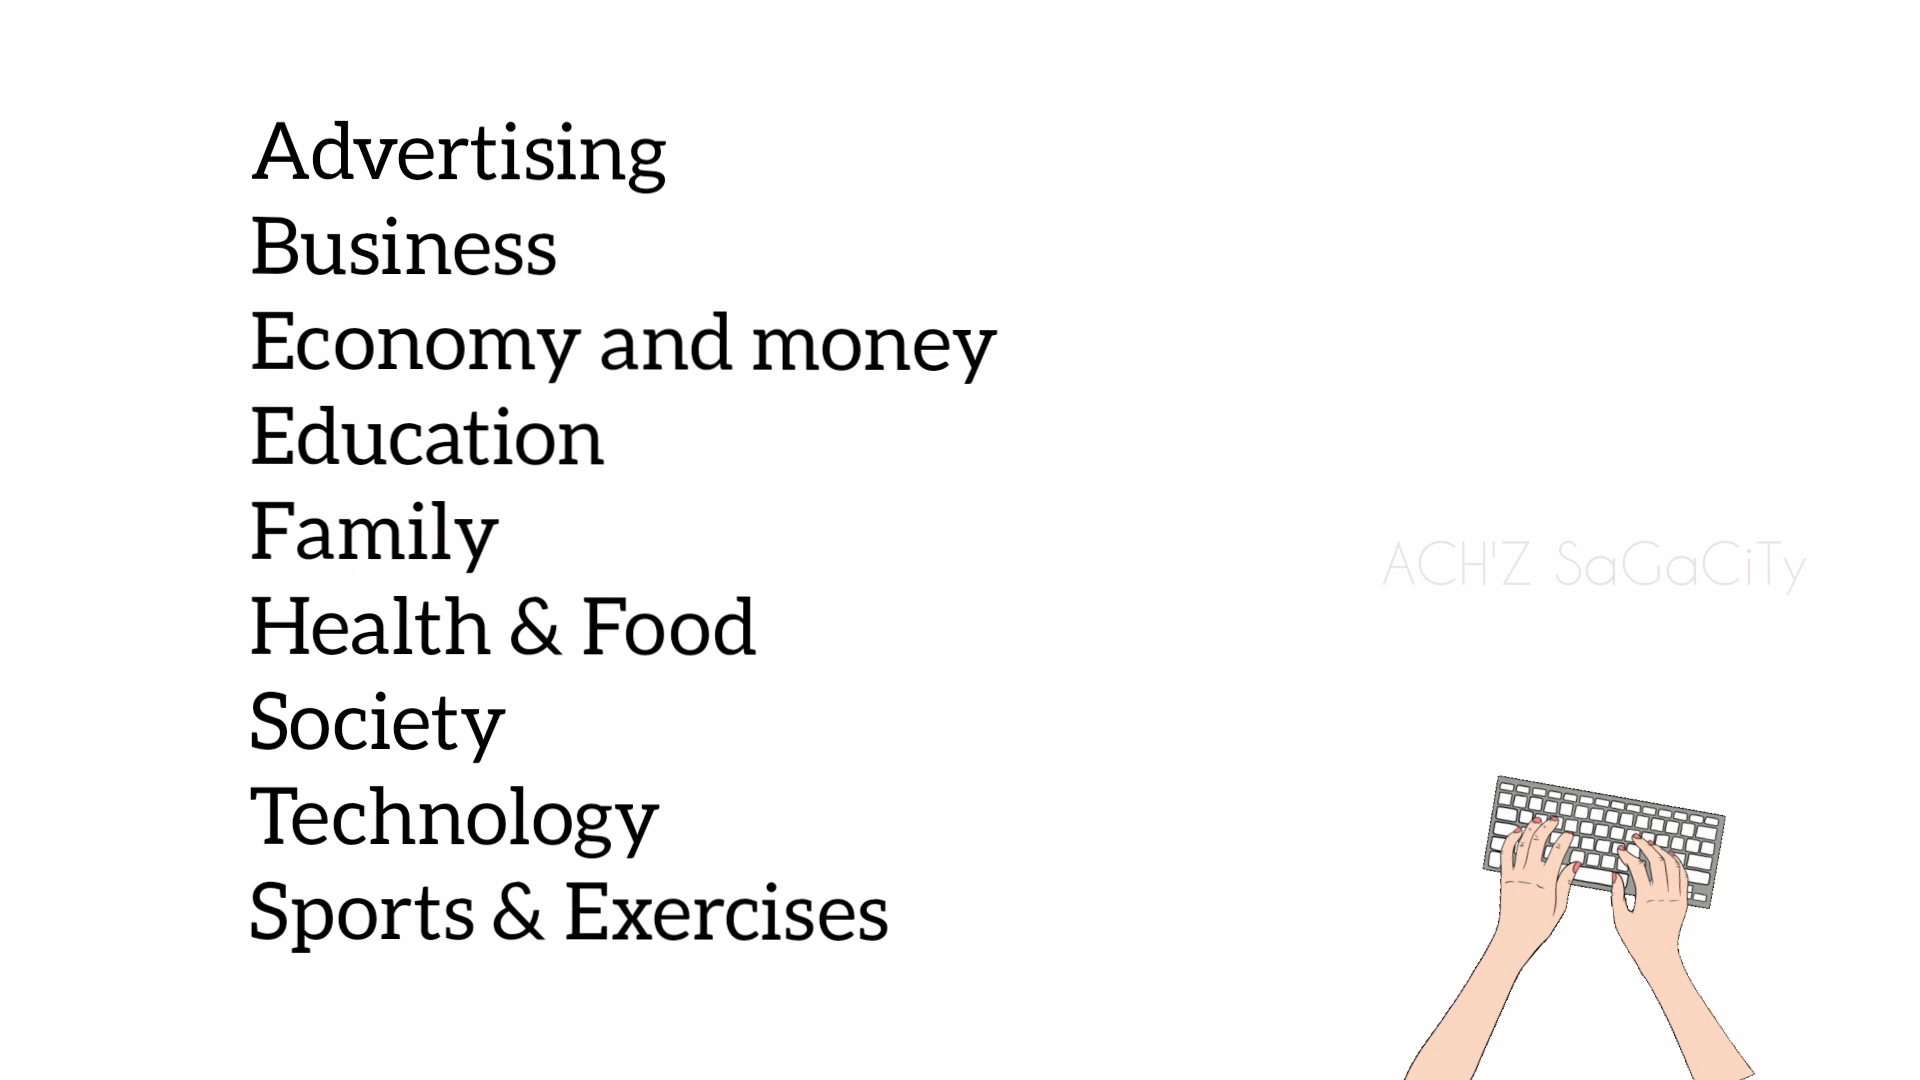 Advertising
Business
Economy and money
Education
Family
Health & Food
Society
Technology
Sports & Exercises
ACH'Z SaGaCiTy